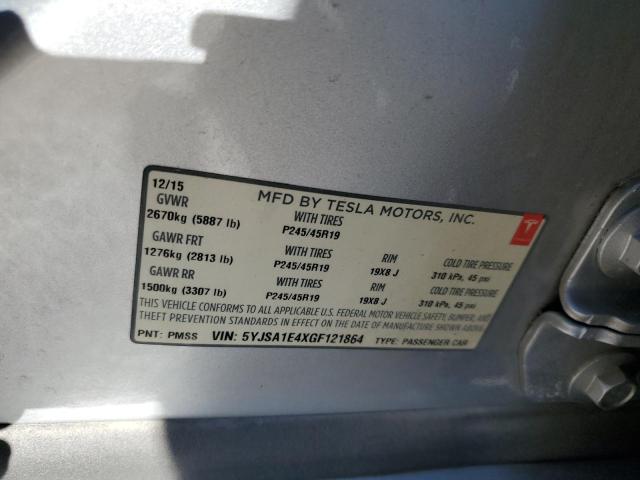 12/15 MFD BY TESLA MOTORS, INC.
GVWR WITH TIRES
2670kg (5887 lb) P245/45R19
GAWR FRT WITH TIRES RIM COLD TIRE PRESSURE
1276kg (2813 lb) P245/45R19 19X8 J 310 kPa, 45 PSI
GAWR RR WITH TIRES RIM COLD TIRE PRESSURE
1500kg (3307 lb) P245/45R19 19X8 J 310 kPa, 45 PSI
THIS VEHICLE CONFORMS TO ALL APPLICABLE U.S. FEDERAL MOTOR VEHICLE SAFETY, BUMPER, AND
THEFT PREVENTION STANDARDS IN EFFECT ON THE DATE OF MANUFACTURE SHOWN ABOVE.
PNT: PMSS VIN: 5YJSA1E4XGF121864 TYPE: PASSENGER CAR